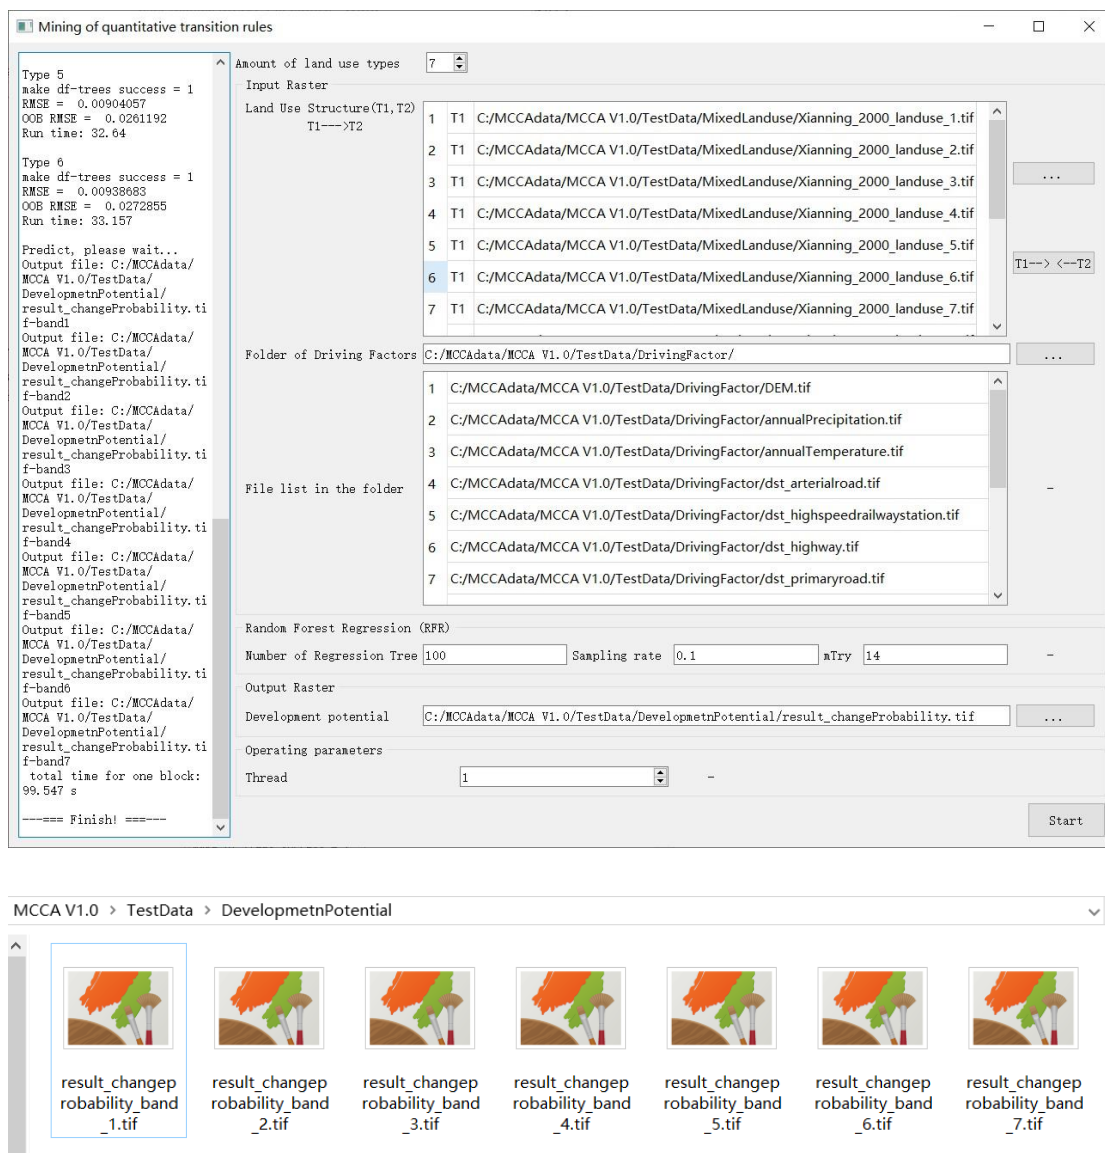 Mining of quantitative transition rules
Type 5
make df-trees success = 1
RMSE =  0.00904057
OOB RMSE =  0.0261192
Run time: 32.64
Type 6
make df-trees success = 1
RMSE =  0.00938683
OOB RMSE =  0.0272855
Run time: 33.157
Predict, please wait...
Output file: C:/MCCAdata/
MCCA V1.0/TestData/
DevelopmetnPotential/
result_changeProbability.ti
f-band1
Output file: C:/MCCAdata/
MCCA V1.0/TestData/
DevelopmetnPotential/
result_changeProbability.ti
f-band2
Output file: C:/MCCAdata/
MCCA V1.0/TestData/
DevelopmetnPotential/
result_changeProbability.ti
f-band3
Output file: C:/MCCAdata/
MCCA V1.0/TestData/
DevelopmetnPotential/
result_changeProbability.ti
f-band4
Output file: C:/MCCAdata/
MCCA V1.0/TestData/
DevelopmetnPotential/
result_changeProbability.ti
f-band5
Output file: C:/MCCAdata/
MCCA V1.0/TestData/
DevelopmetnPotential/
result_changeProbability.ti
f-band6
Output file: C:/MCCAdata/
MCCA V1.0/TestData/
DevelopmetnPotential/
result_changeProbability.ti
f-band7
total time for one block:
99.547 s
---=== Finish! ===---
Amount of land use types 7
Input Raster
Land Use Structure(T1,T2)
T1--->T2
1 T1 C:/MCCAdata/MCCA V1.0/TestData/MixedLanduse/Xianning_2000_landuse_1.tif
2 T1 C:/MCCAdata/MCCA V1.0/TestData/MixedLanduse/Xianning_2000_landuse_2.tif
3 T1 C:/MCCAdata/MCCA V1.0/TestData/MixedLanduse/Xianning_2000_landuse_3.tif
4 T1 C:/MCCAdata/MCCA V1.0/TestData/MixedLanduse/Xianning_2000_landuse_4.tif
5 T1 C:/MCCAdata/MCCA V1.0/TestData/MixedLanduse/Xianning_2000_landuse_5.tif
6 T1 C:/MCCAdata/MCCA V1.0/TestData/MixedLanduse/Xianning_2000_landuse_6.tif
7 T1 C:/MCCAdata/MCCA V1.0/TestData/MixedLanduse/Xianning_2000_landuse_7.tif
...
T1--> <--T2
Folder of Driving Factors C:/MCCAdata/MCCA V1.0/TestData/DrivingFactor/ ...
File list in the folder
1 C:/MCCAdata/MCCA V1.0/TestData/DrivingFactor/DEM.tif
2 C:/MCCAdata/MCCA V1.0/TestData/DrivingFactor/annualPrecipitation.tif
3 C:/MCCAdata/MCCA V1.0/TestData/DrivingFactor/annualTemperature.tif
4 C:/MCCAdata/MCCA V1.0/TestData/DrivingFactor/dst_arterialroad.tif
5 C:/MCCAdata/MCCA V1.0/TestData/DrivingFactor/dst_highspeedrailwaystation.tif
6 C:/MCCAdata/MCCA V1.0/TestData/DrivingFactor/dst_highway.tif
7 C:/MCCAdata/MCCA V1.0/TestData/DrivingFactor/dst_primaryroad.tif
-
Random Forest Regression (RFR)
Number of Regression Tree 100 Sampling rate 0.1 mTry 14 -
Output Raster
Development potential C:/MCCAdata/MCCA V1.0/TestData/DevelopmetnPotential/result_changeProbability.tif ...
Operating parameters
Thread 1 -
Start
MCCA V1.0 > TestData > DevelopmetnPotential
result_changep
robability_band
_1.tif
result_changep
robability_band
_2.tif
result_changep
robability_band
_3.tif
result_changep
robability_band
_4.tif
result_changep
robability_band
_5.tif
result_changep
robability_band
_6.tif
result_changep
robability_band
_7.tif